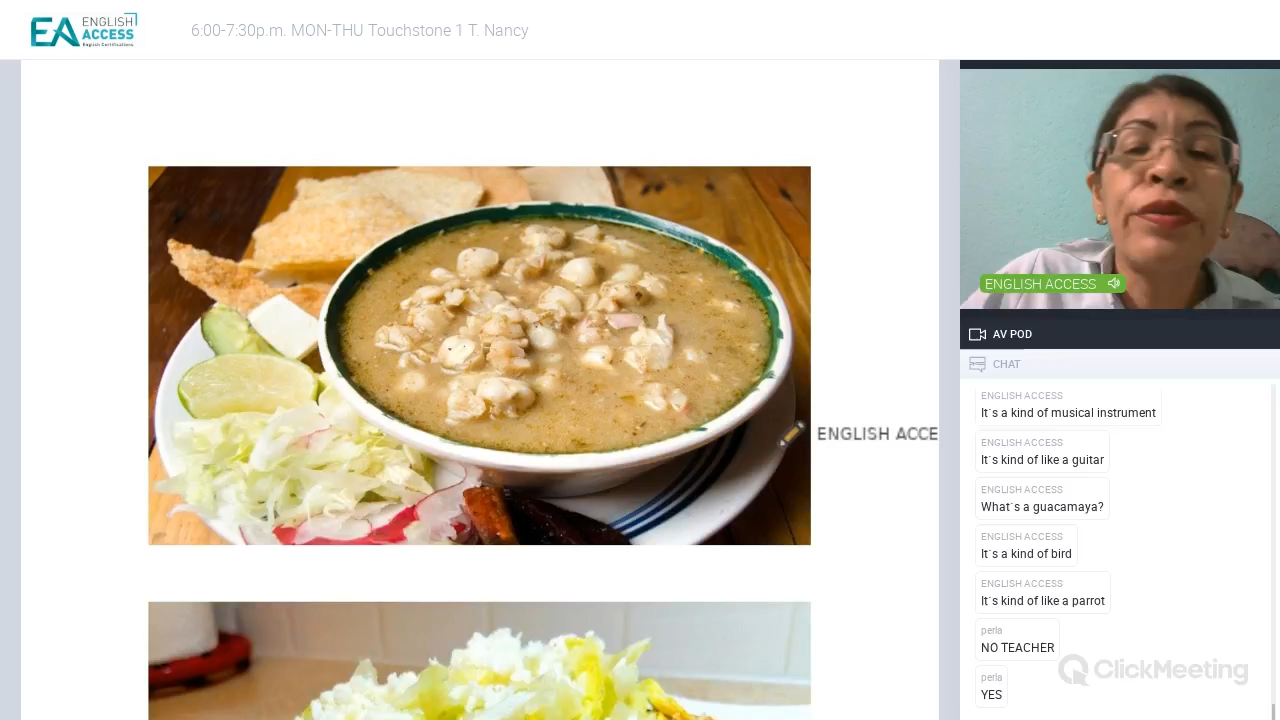 EA ENGLISH
ACCESS
English Certifications
6:00-7:30p.m. MON-THU Touchstone 1 T. Nancy
ENGLISH ACCE
ENGLISH ACCESS
AV POD
CHAT
ENGLISH ACCESS
It´s a kind of musical instrument
ENGLISH ACCESS
It´s kind of like a guitar
ENGLISH ACCESS
What´s a guacamaya?
ENGLISH ACCESS
It´s a kind of bird
ENGLISH ACCESS
It´s kind of like a parrot
perla
NO TEACHER
perla
YES
ClickMeeting